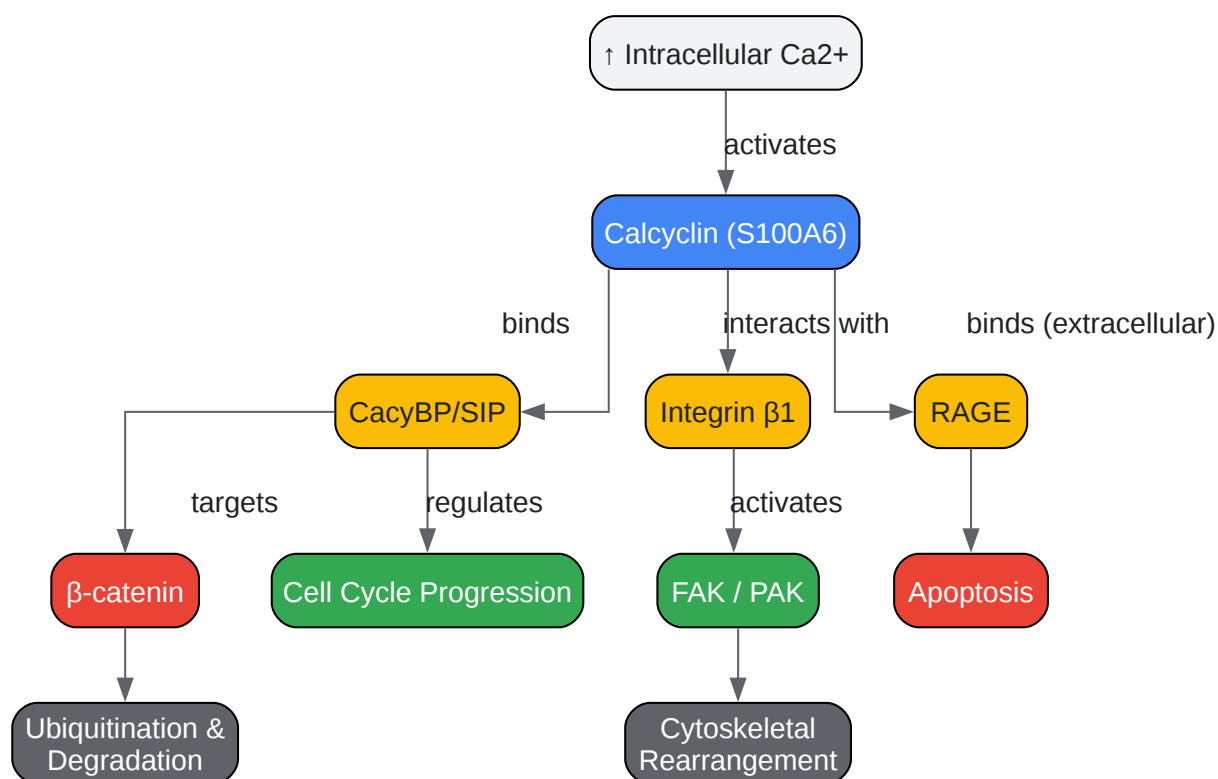 ↑ Intracellular Ca2+
activates
Calcyclin (S100A6)
binds
interacts with
binds (extracellular)
CacyBP/SIP
Integrin β1
RAGE
targets
regulates
activates
β-catenin
Cell Cycle Progression
FAK / PAK
Apoptosis
Ubiquitination &
Degradation
Cytoskeletal
Rearrangement